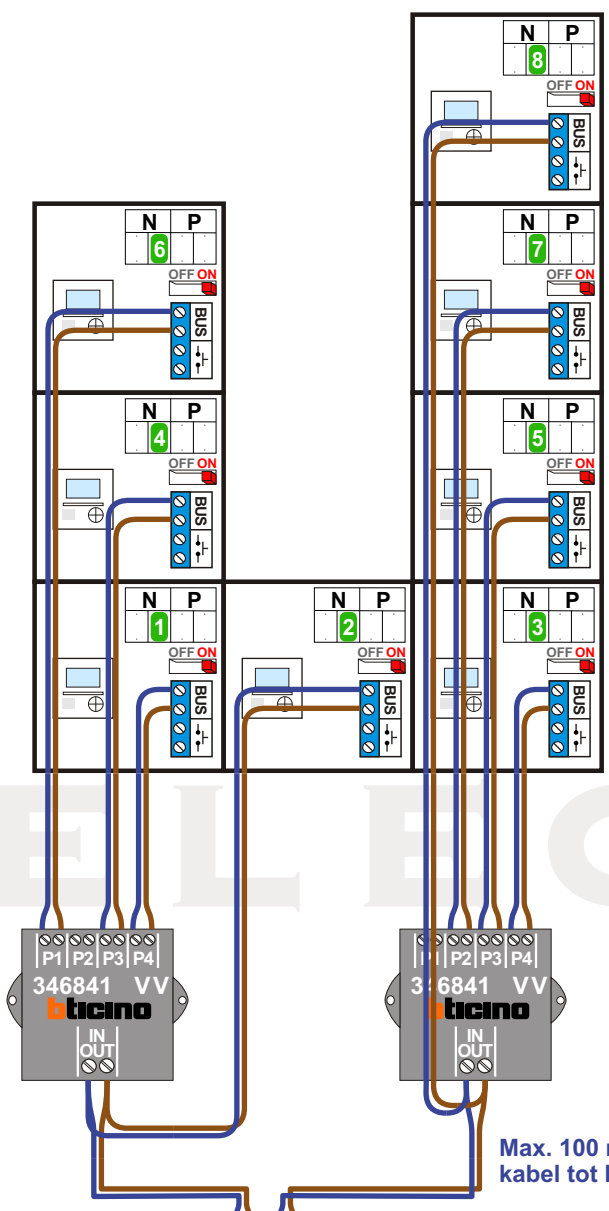 N P
8
OFF ON
BUS
N P
6
OFF ON
BUS
N P
7
OFF ON
BUS
N P
4
OFF ON
BUS
N P
5
OFF ON
BUS
N P
1
OFF ON
BUS
N P
2
OFF ON
BUS
N P
3
OFF ON
BUS
ELEC
P1 P2 P3 P4
346841 VV
bticino
IN
OUT
P1 P2 P3 P4
346841 VV
bticino
IN
OUT
Max. 100
kabel tot